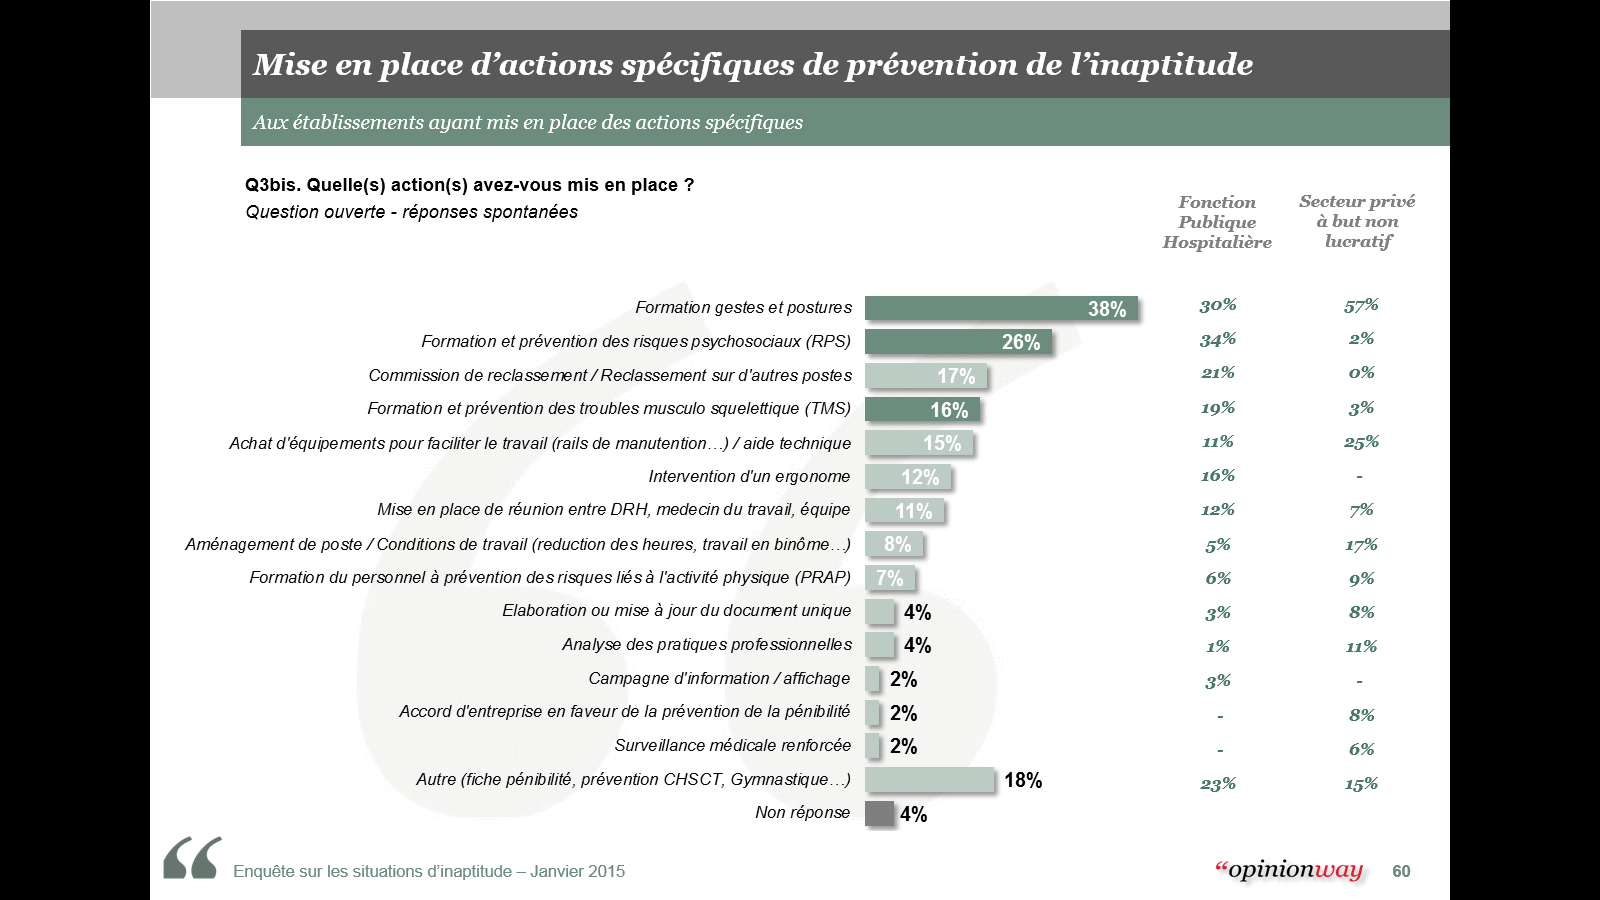 Mise en place d’actions spécifiques de prévention de l’inaptitude
Aux établissements ayant mis en place des actions spécifiques
Q3bis. Quelle(s) action(s) avez-vous mis en place ?
Question ouverte - réponses spontanées
Fonction
Publique
Hospitalière
Secteur privé
à but non
lucratif
Formation gestes et postures 38% 30% 57%
Formation et prévention des risques psychosociaux (RPS) 26% 34% 2%
Commission de reclassement / Reclassement sur d'autres postes 17% 21% 0%
Formation et prévention des troubles musculo squelettique (TMS) 16% 19% 3%
Achat d'équipements pour faciliter le travail (rails de manutention…) / aide technique 15% 11% 25%
Intervention d'un ergonome 12% 16% -
Mise en place de réunion entre DRH, medecin du travail, équipe 11% 12% 7%
Aménagement de poste / Conditions de travail (reduction des heures, travail en binôme…) 8% 5% 17%
Formation du personnel à prévention des risques liés à l'activité physique (PRAP) 7% 6% 9%
Elaboration ou mise à jour du document unique 4% 3% 8%
Analyse des pratiques professionnelles 4% 1% 11%
Campagne d'information / affichage 2% 3% -
Accord d'entreprise en faveur de la prévention de la pénibilité 2% - 8%
Surveillance médicale renforcée 2% - 6%
Autre (fiche pénibilité, prévention CHSCT, Gymnastique…) 18% 23% 15%
Non réponse 4%
Enquête sur les situations d’inaptitude – Janvier 2015
“opinionway
60